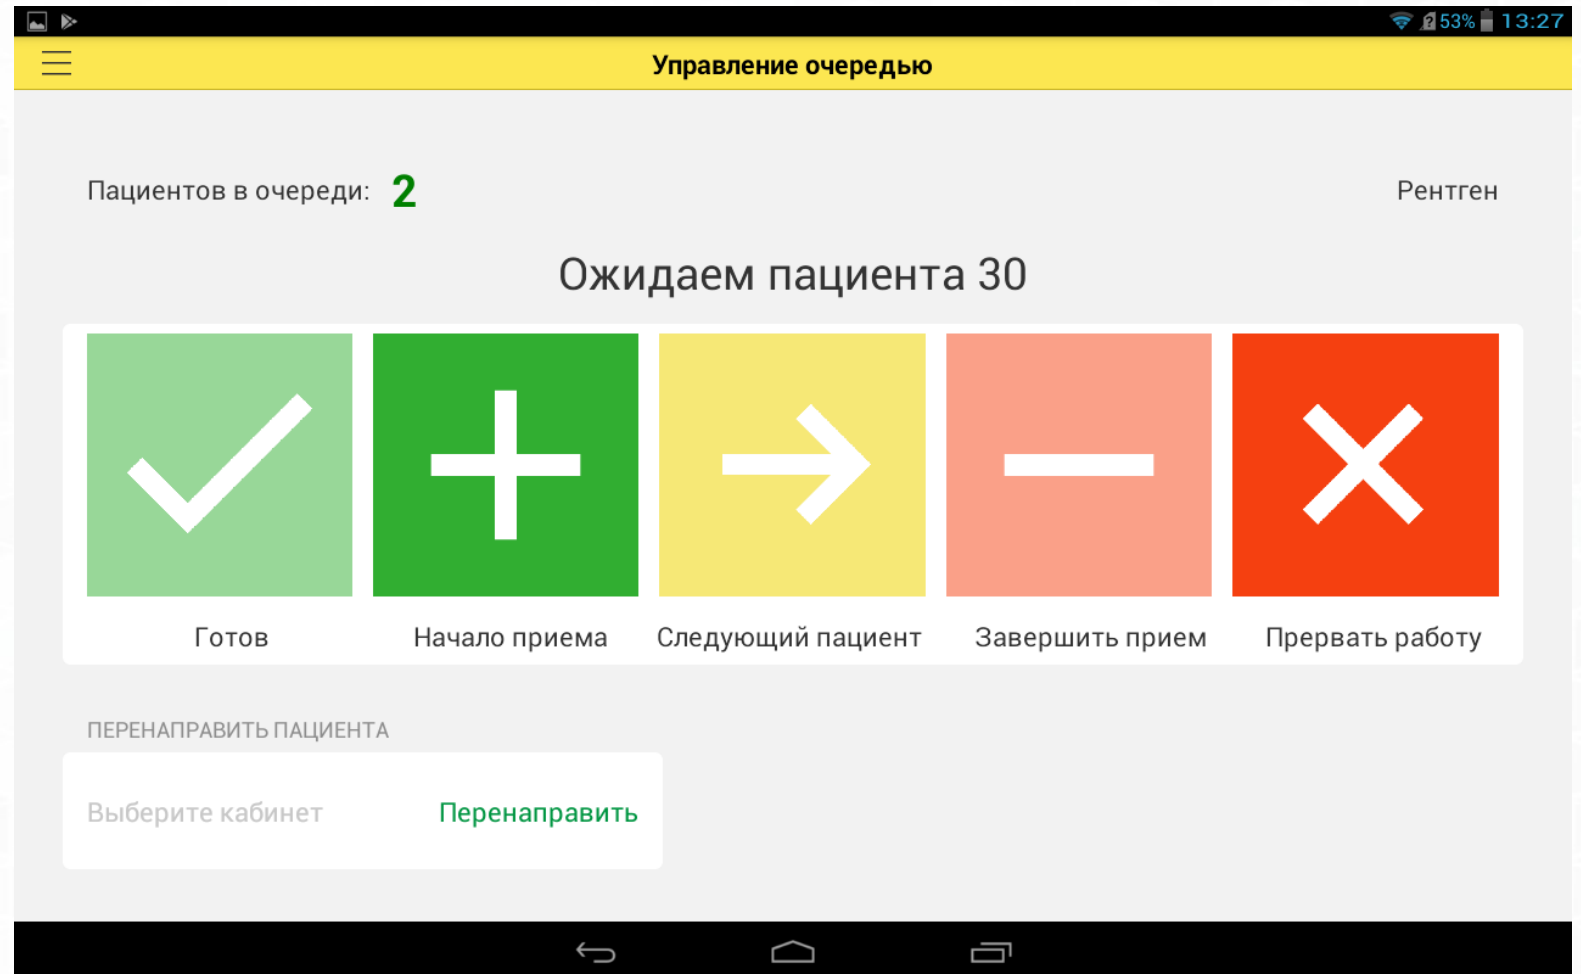 53% 13:27
Управление очередью
Пациентов в очереди: 2
Рентген
Ожидаем пациента 30
Готов
Начало приема
Следующий пациент
Завершить прием
Прервать работу
ПЕРЕНАПРАВИТЬ ПАЦИЕНТА
Выберите кабинет
Перенаправить